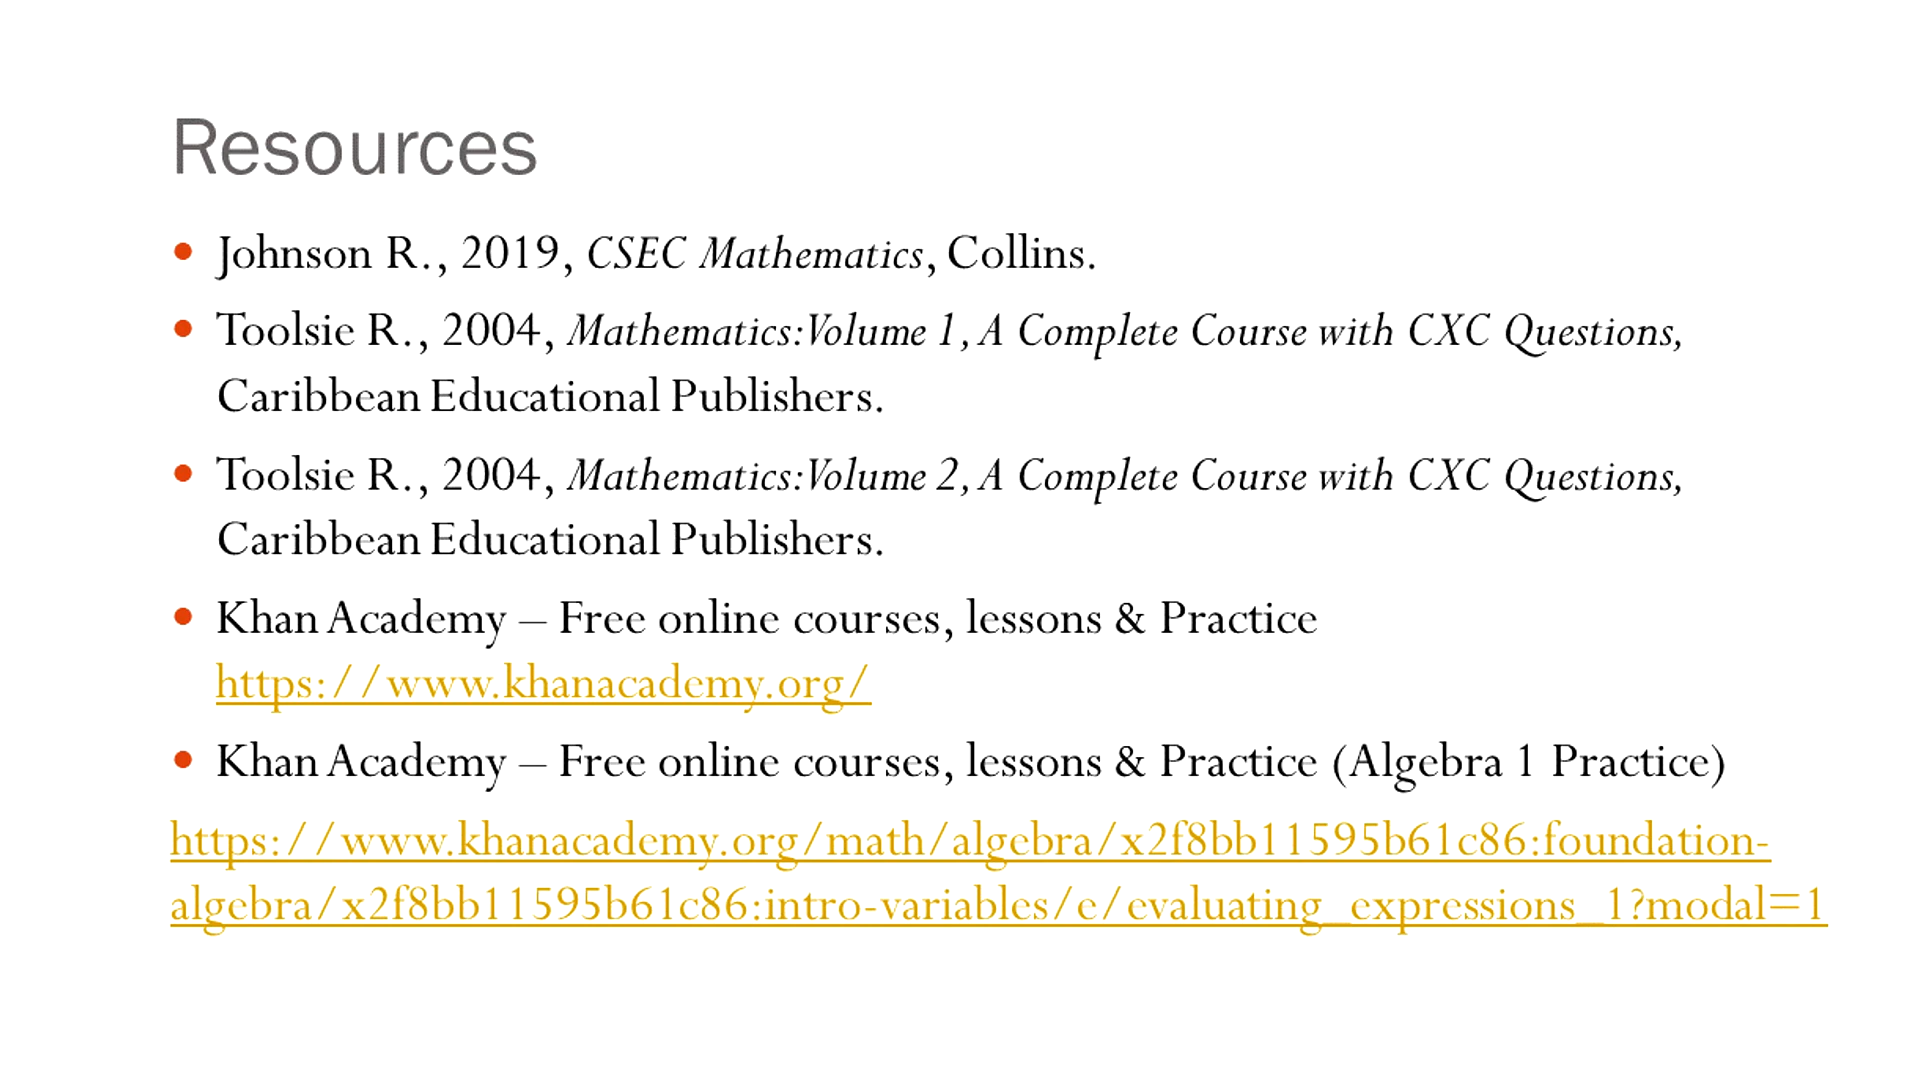 Resources
• Johnson R., 2019, CSEC Mathematics, Collins.
• Toolsie R., 2004, Mathematics: Volume 1, A Complete Course with CXC Questions,
Caribbean Educational Publishers.
• Toolsie R., 2004, Mathematics: Volume 2, A Complete Course with CXC Questions,
Caribbean Educational Publishers.
• Khan Academy – Free online courses, lessons & Practice
https://www.khanacademy.org/
• Khan Academy – Free online courses, lessons & Practice (Algebra 1 Practice)
https://www.khanacademy.org/math/algebra/x2f8bb11595b61c86:foundation-
algebra/x2f8bb11595b61c86:intro-variables/e/evaluating_expressions_1?modal=1